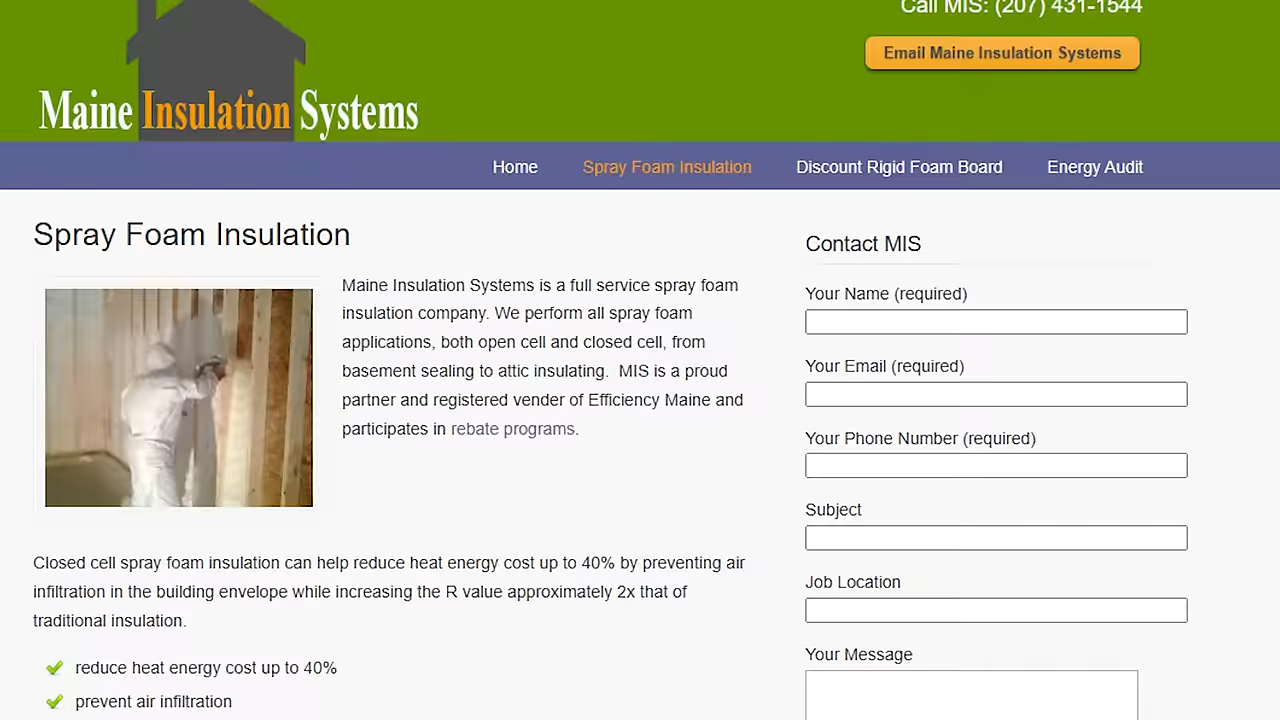 Call MIS: (207) 431-1544
Email Maine Insulation Systems
Maine Insulation Systems
Home Spray Foam Insulation Discount Rigid Foam Board Energy Audit
Spray Foam Insulation
Maine Insulation Systems is a full service spray foam
insulation company. We perform all spray foam
applications, both open cell and closed cell, from
basement sealing to attic insulating.  MIS is a proud
partner and registered vender of Efficiency Maine and
participates in rebate programs.
Closed cell spray foam insulation can help reduce heat energy cost up to 40% by preventing air
infiltration in the building envelope while increasing the R value approximately 2x that of
traditional insulation.
reduce heat energy cost up to 40%
prevent air infiltration
Contact MIS
Your Name (required)
Your Email (required)
Your Phone Number (required)
Subject
Job Location
Your Message